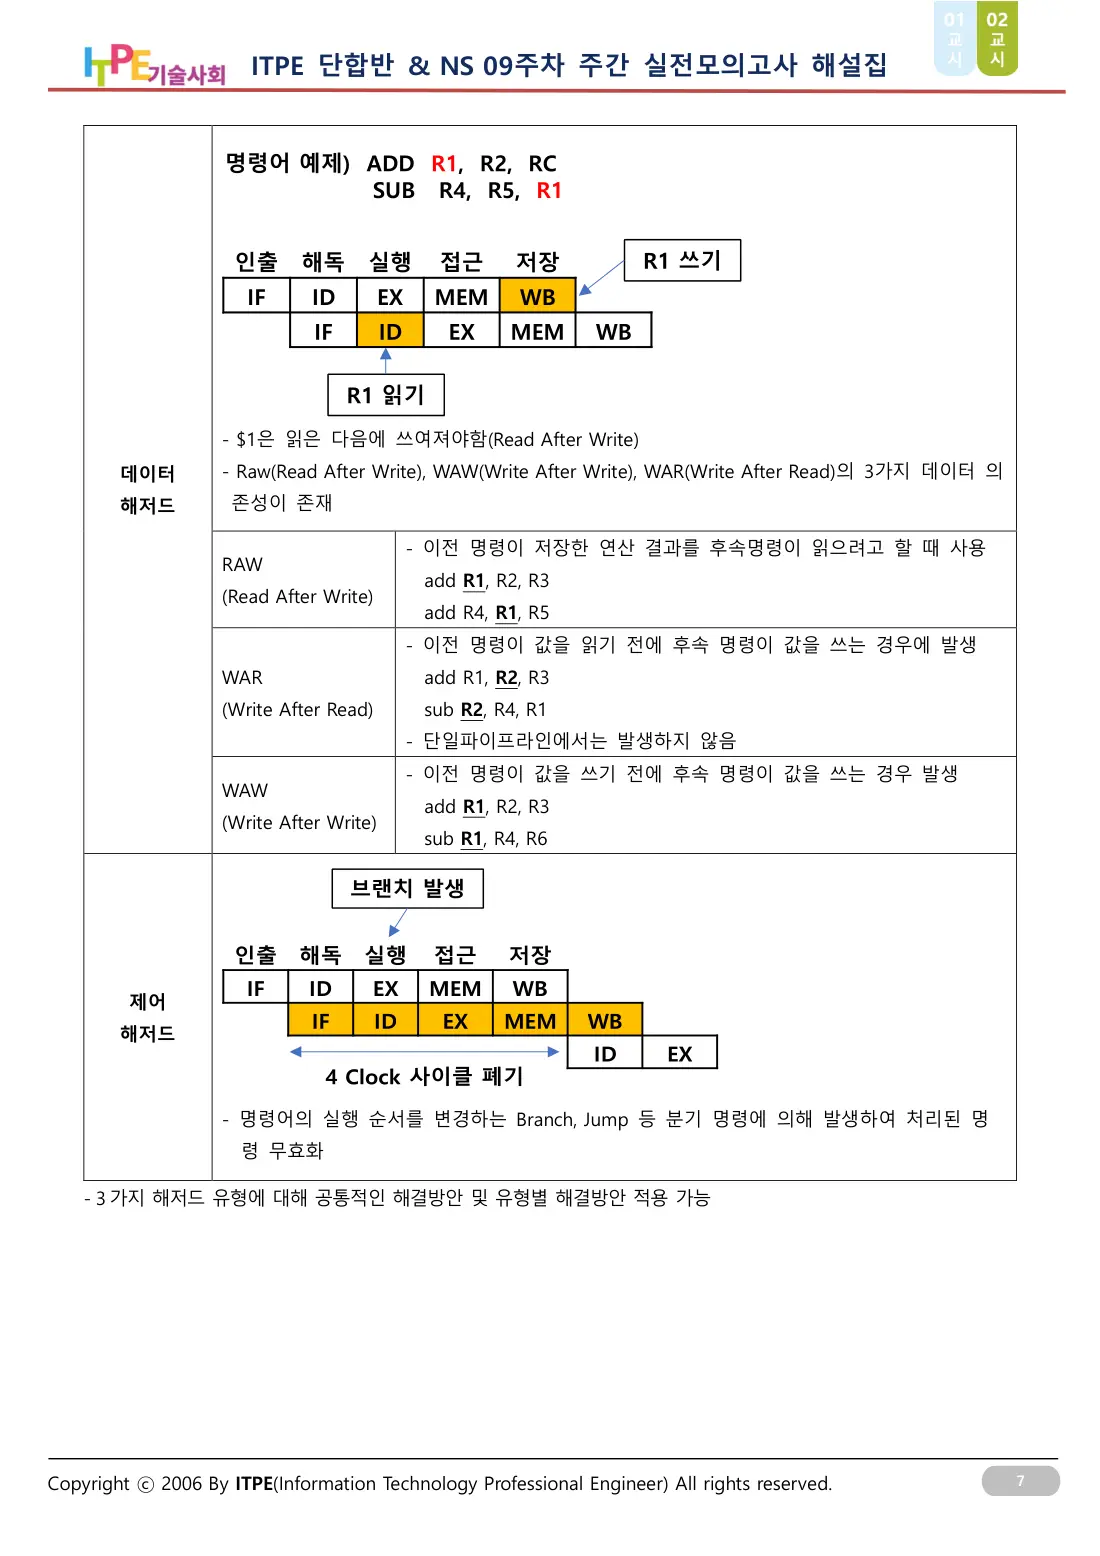 01
교
시
02
교
시
ITPE기술사회
ITPE 단합반 & NS 09주차 주간 실전모의고사 해설집
데이터
해저드
명령어 예제) ADD R1, R2, RC
SUB R4, R5, R1
인출 해독 실행 접근 저장
R1 쓰기
IF ID EX MEM WB
IF ID EX MEM WB
R1 읽기
- $1은 읽은 다음에 쓰여져야함(Read After Write)
- Raw(Read After Write), WAW(Write After Write), WAR(Write After Read)의 3가지 데이터 의
존성이 존재
RAW
(Read After Write)
- 이전 명령이 저장한 연산 결과를 후속명령이 읽으려고 할 때 사용
add R1, R2, R3
add R4, R1, R5
WAR
(Write After Read)
- 이전 명령이 값을 읽기 전에 후속 명령이 값을 쓰는 경우에 발생
add R1, R2, R3
sub R2, R4, R1
- 단일파이프라인에서는 발생하지 않음
WAW
(Write After Write)
- 이전 명령이 값을 쓰기 전에 후속 명령이 값을 쓰는 경우 발생
add R1, R2, R3
sub R1, R4, R6
제어
해저드
브랜치 발생
인출 해독 실행 접근 저장
IF ID EX MEM WB
IF ID EX MEM WB
ID EX
4 Clock 사이클 폐기
- 명령어의 실행 순서를 변경하는 Branch, Jump 등 분기 명령에 의해 발생하여 처리된 명
령 무효화
- 3가지 해저드 유형에 대해 공통적인 해결방안 및 유형별 해결방안 적용 가능
Copyright ⓒ 2006 By ITPE(Information Technology Professional Engineer) All rights reserved.
7